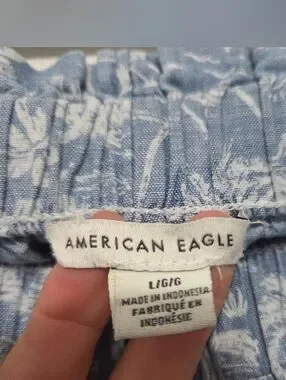 AMERICAN EAGLE
L/G/G
MADE IN INDONESIA
FABRIQUÉ EN
INDONÉSIE